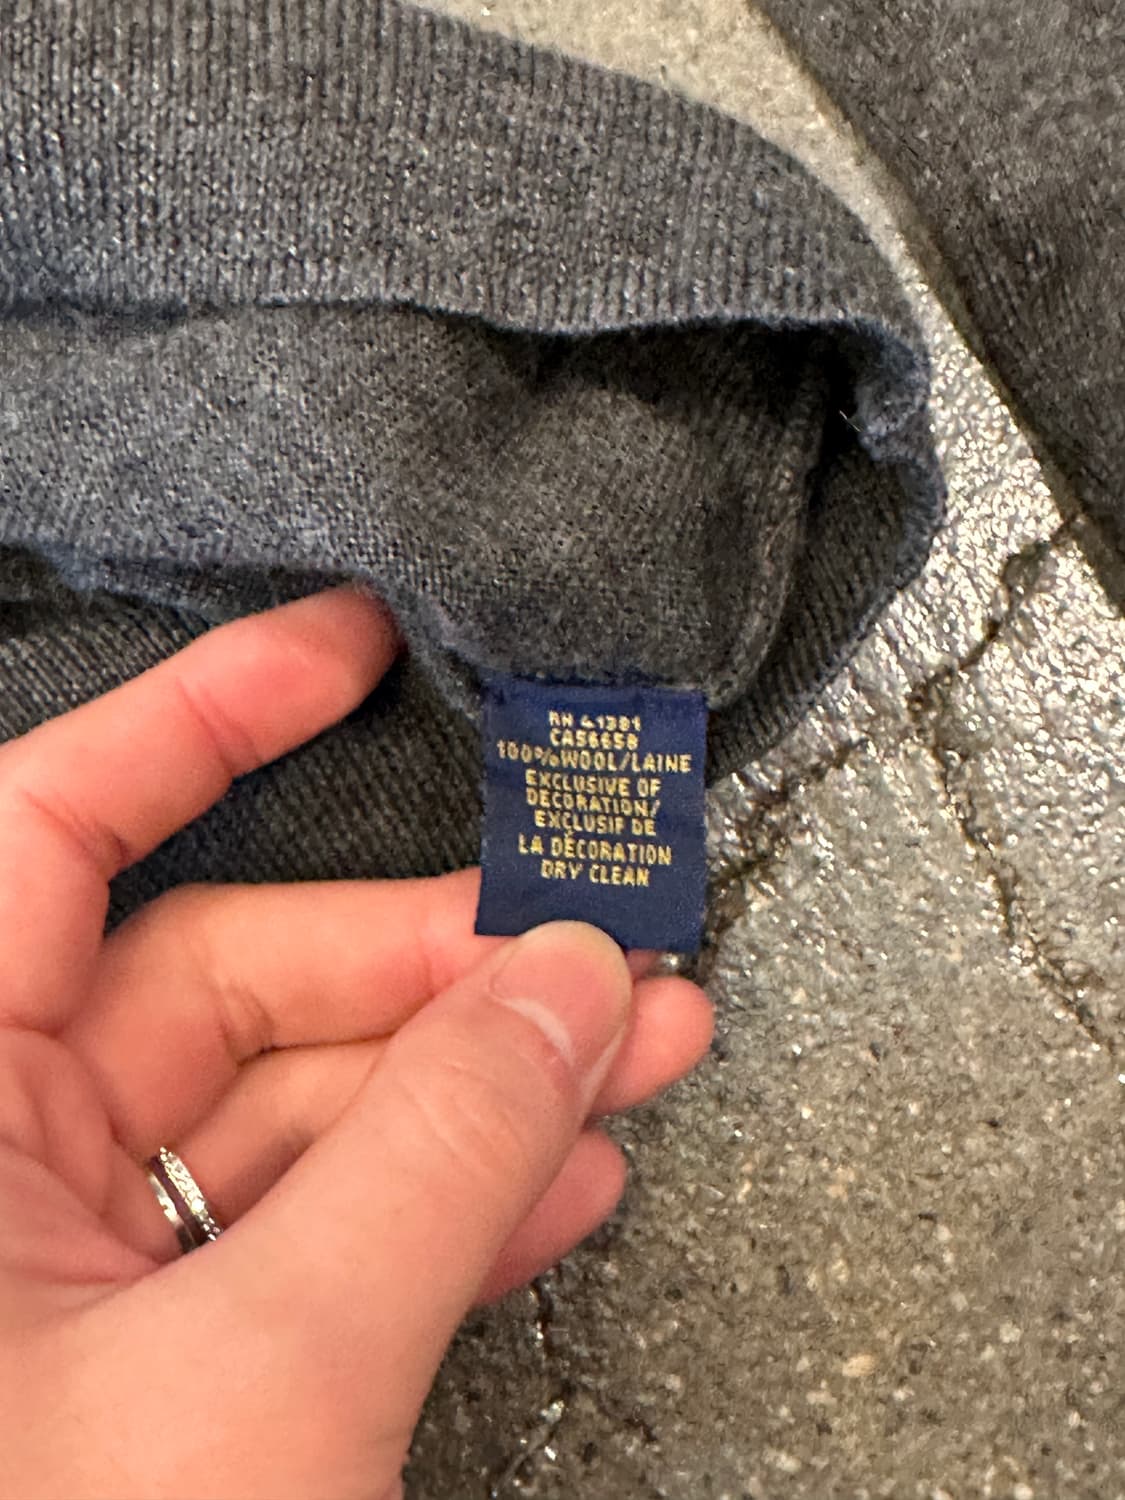 RN 41381
CA56658
100%WOOL/LAINE
EXCLUSIVE OF
DECORATION/
EXCLUSIF DE
LA DÉCORATION
DRY CLEAN